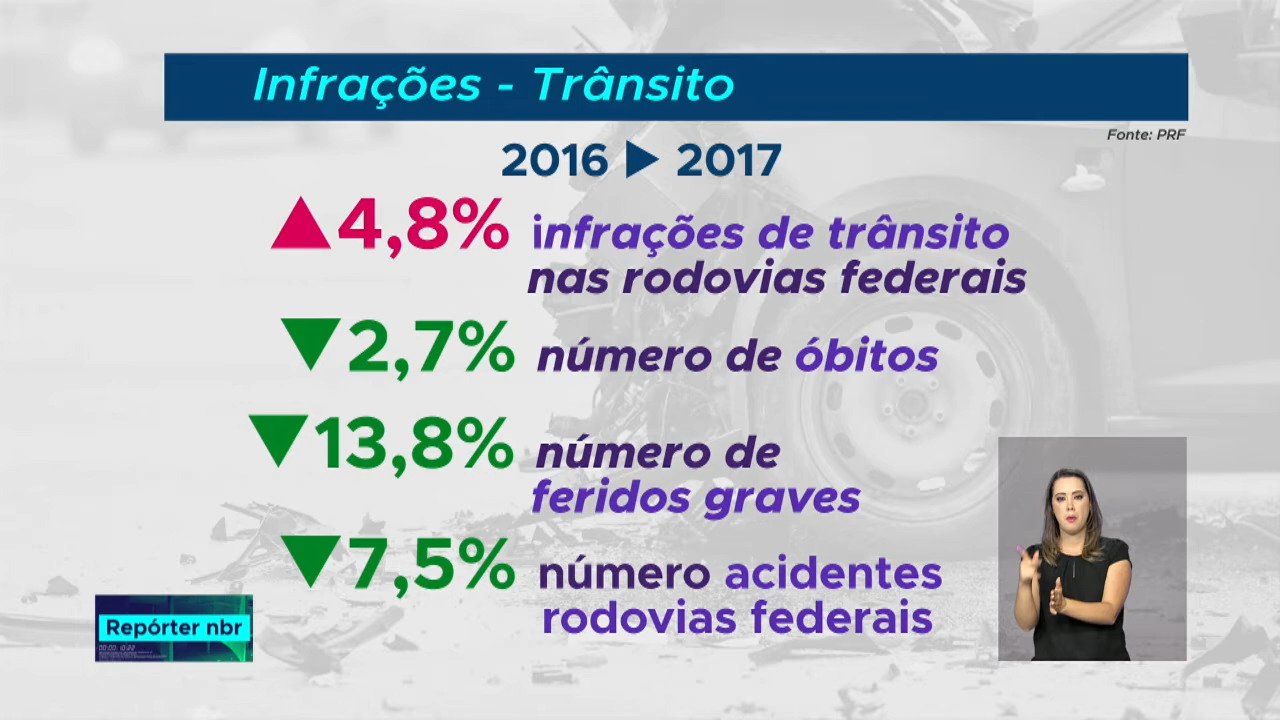 Infrações - Trânsito
Fonte: PRF
2016 ▶ 2017
▲4,8% infrações de trânsito
nas rodovias federais
▼2,7% número de óbitos
▼13,8% número de
feridos graves
▼7,5% número acidentes
rodovias federais
Repórter nbr